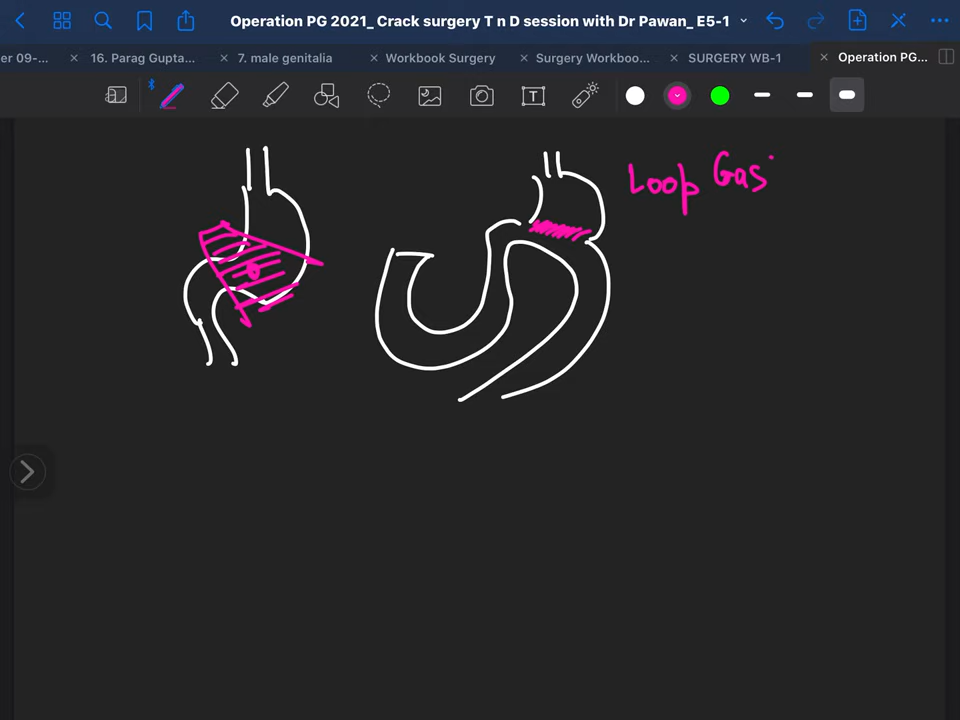 Operation PG 2021_ Crack surgery T n D session with Dr Pawan_ E5-1
er 09-...
16. Parag Gupta...
7. male genitalia
Workbook Surgery
Surgery Workboo...
SURGERY WB-1
Operation PG...
T
Loop Gas